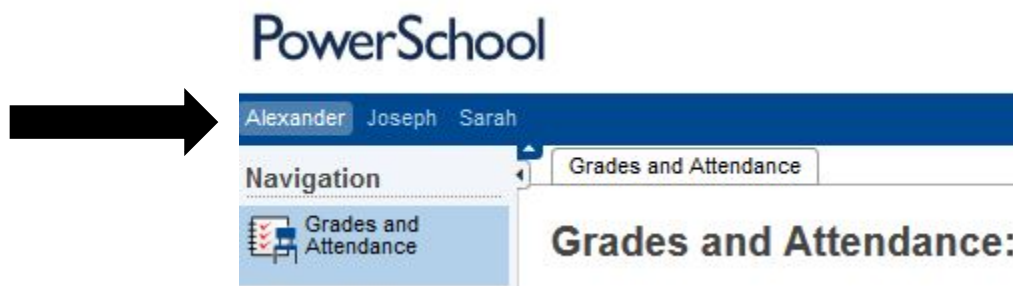 PowerSchool
Alexander Joseph Sarah
Navigation
Grades and Attendance
Grades and
Attendance
Grades and Attendance: